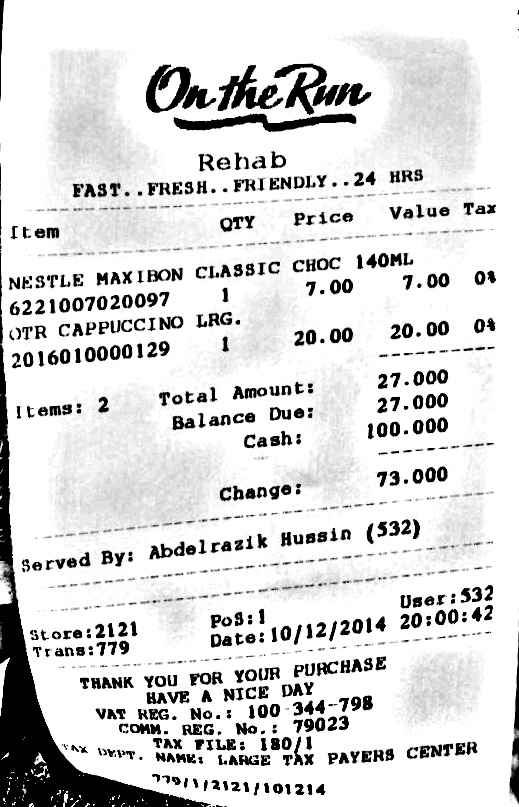 On the Run
Rehab
FAST..FRESH..FRIENDLY..24 HRS
Item QTY Price Value Tax
NESTLE MAXIBON CLASSIC CHOC 140ML
6221007020097 1 7.00 7.00 0%
OTR CAPPUCCINO LRG.
2016010000129 1 20.00 20.00 0%
Items: 2 Total Amount: 27.000
Balance Due: 27.000
Cash: 100.000
Change: 73.000
Served By: Abdelrazik Hussin (532)
Store:2121 PoS:1 User:532
Trans:779 Date:10/12/2014 20:00:42
THANK YOU FOR YOUR PURCHASE
HAVE A NICE DAY
VAT REG. No.: 100-344-798
COMM. REG. No.: 79023
TAX FILE: 180/1
TAX DEPT. NAME: LARGE TAX PAYERS CENTER
779/1/2121/101214